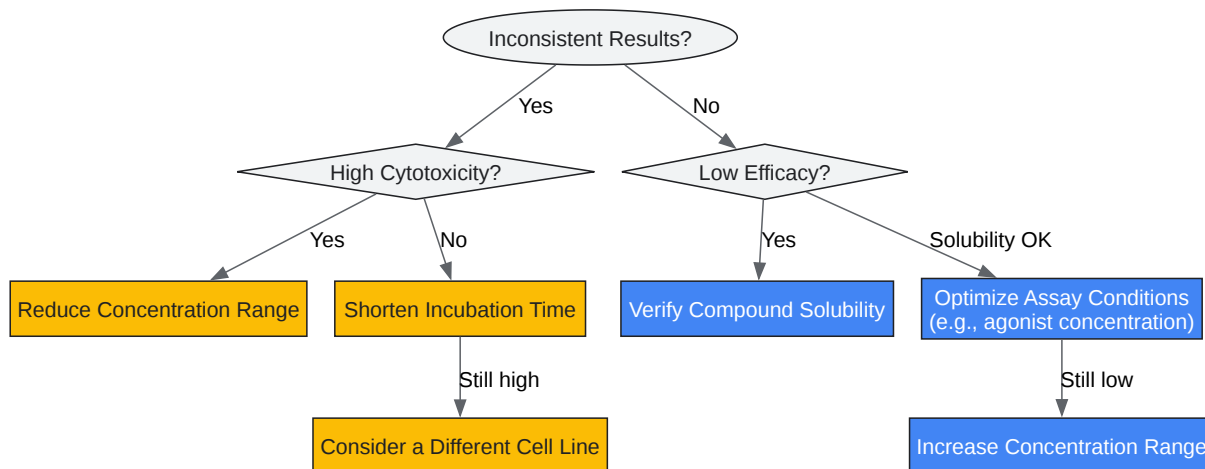 Inconsistent Results?
Yes
No
High Cytotoxicity?
Low Efficacy?
Yes
No
Yes
Solubility OK
Reduce Concentration Range
Shorten Incubation Time
Verify Compound Solubility
Optimize Assay Conditions
(e.g., agonist concentration)
Still high
Still low
Consider a Different Cell Line
Increase Concentration Range